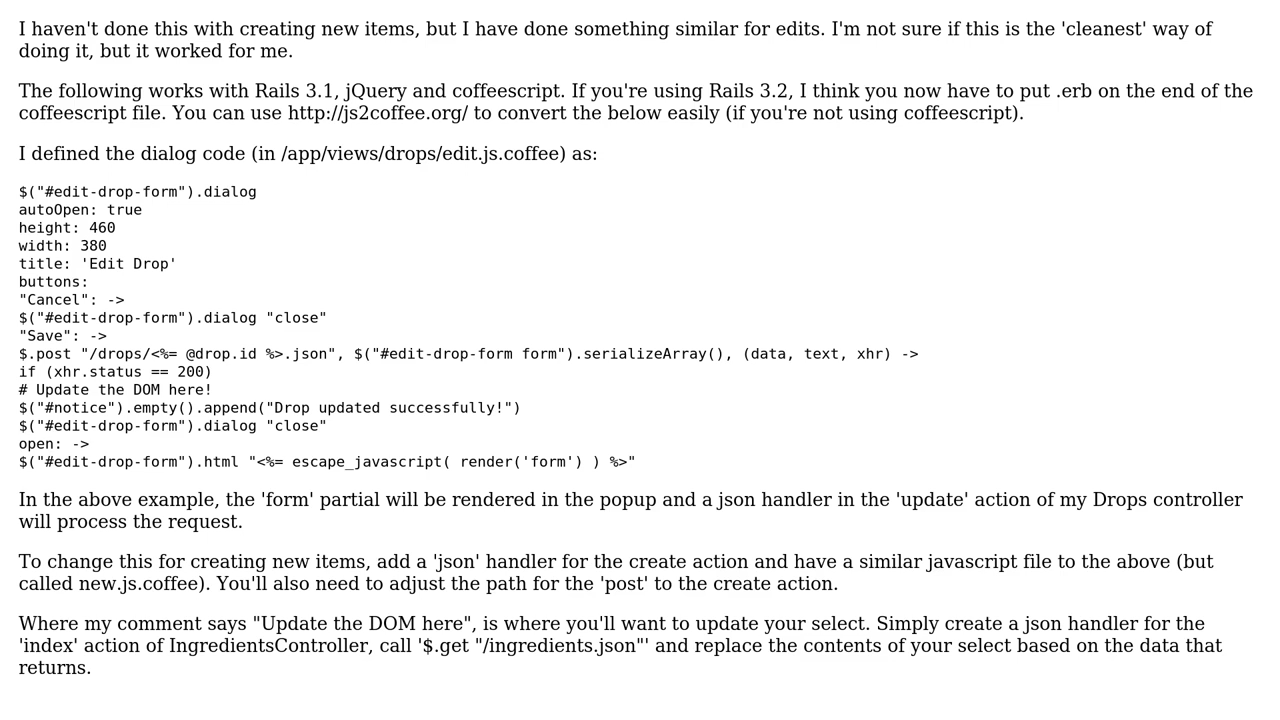 I haven't done this with creating new items, but I have done something similar for edits. I'm not sure if this is the 'cleanest' way of
doing it, but it worked for me.
The following works with Rails 3.1, jQuery and coffeescript. If you're using Rails 3.2, I think you now have to put .erb on the end of the
coffeescript file. You can use http://js2coffee.org/ to convert the below easily (if you're not using coffeescript).
I defined the dialog code (in /app/views/drops/edit.js.coffee) as:
$("#edit-drop-form").dialog
autoOpen: true
height: 460
width: 380
title: 'Edit Drop'
buttons:
"Cancel": ->
$("#edit-drop-form").dialog "close"
"Save": ->
$.post "/drops/<%= @drop.id %>.json", $("#edit-drop-form form").serializeArray(), (data, text, xhr) ->
if (xhr.status == 200)
# Update the DOM here!
$("#notice").empty().append("Drop updated successfully!")
$("#edit-drop-form").dialog "close"
open: ->
$("#edit-drop-form").html "<%= escape_javascript( render('form') ) %>"
In the above example, the 'form' partial will be rendered in the popup and a json handler in the 'update' action of my Drops controller
will process the request.
To change this for creating new items, add a 'json' handler for the create action and have a similar javascript file to the above (but
called new.js.coffee). You'll also need to adjust the path for the 'post' to the create action.
Where my comment says "Update the DOM here", is where you'll want to update your select. Simply create a json handler for the
'index' action of IngredientsController, call '$.get "/ingredients.json"' and replace the contents of your select based on the data that
returns.